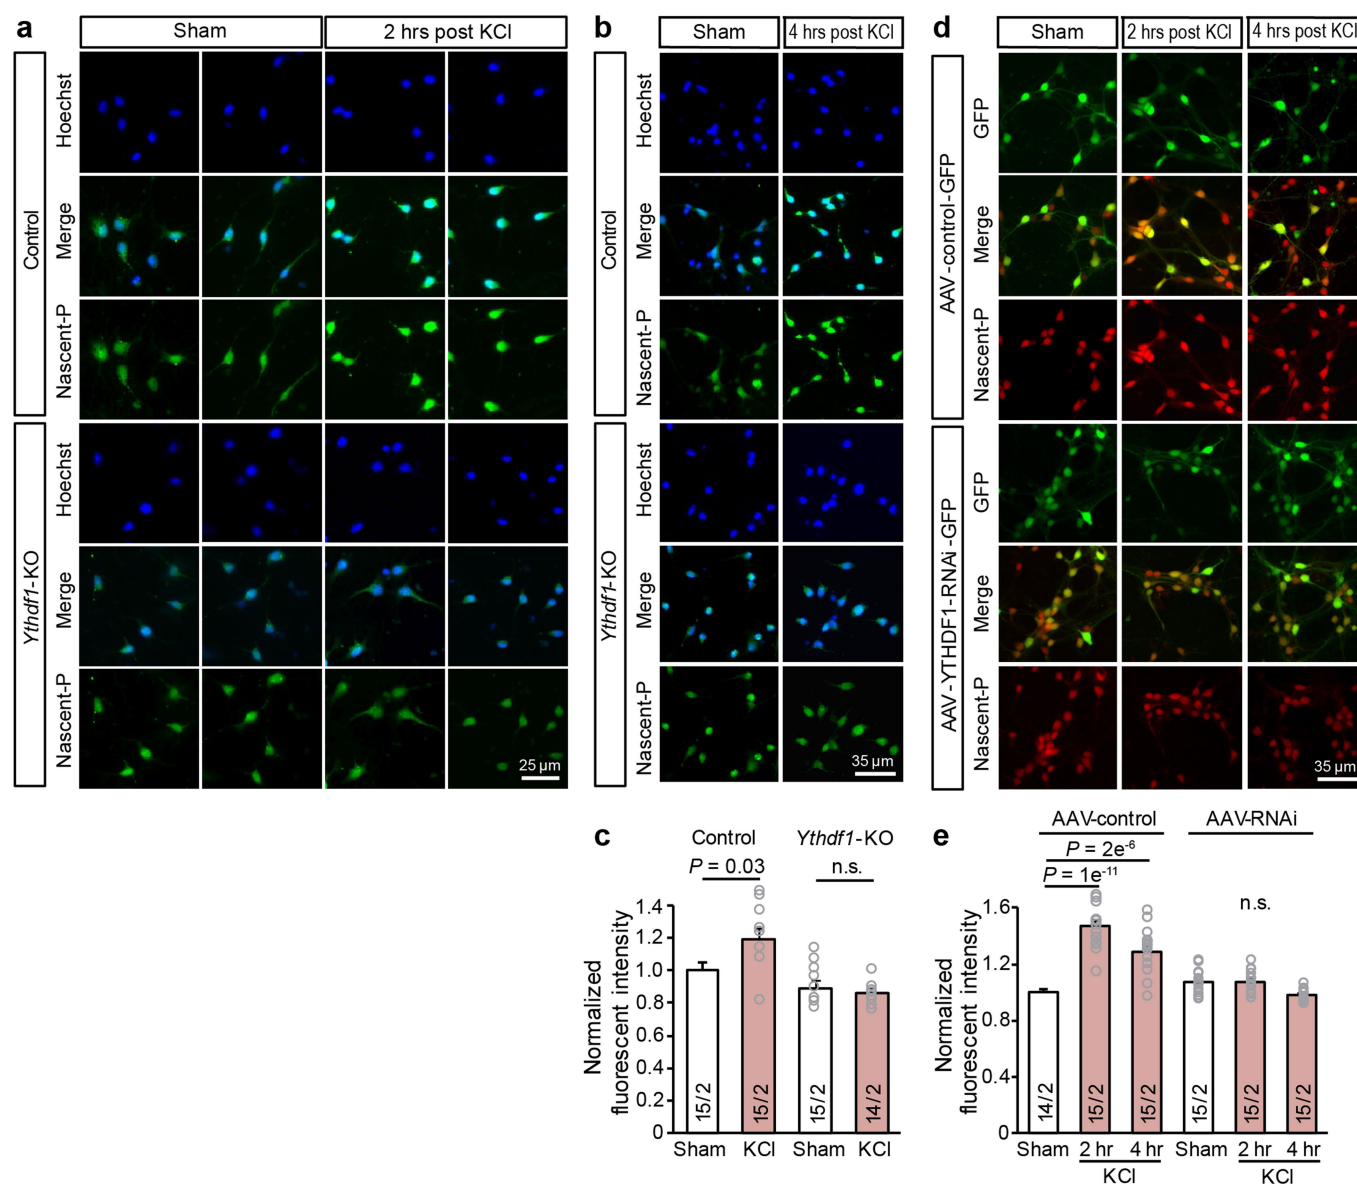 a
Sham
2 hrs post KCl
Control
Hoechst
Merge
Nascent-P
Ythdf1-KO
Hoechst
Merge
Nascent-P
25 µm
b
Sham
4 hrs post KCl
Control
Hoechst
Merge
Nascent-P
Ythdf1-KO
Hoechst
Merge
Nascent-P
35 µm
d
Sham
2 hrs post KCl
4 hrs post KCl
AAV-control-GFP
GFP
Merge
Nascent-P
AAV-YTHDF1-RNAi-GFP
GFP
Merge
Nascent-P
35 µm
c
Control
Ythdf1-KO
P = 0.03
n.s.
Normalized
fluorescent intensity
1.4
1.2
1.0
0.8
0.6
0.4
0.2
0
15/2
15/2
15/2
14/2
Sham
KCl
Sham
KCl
e
AAV-control
AAV-RNAi
P = 2e-6
P = 1e-11
n.s.
Normalized
fluorescent intensity
1.6
1.2
0.8
0.4
0
14/2
15/2
15/2
15/2
15/2
15/2
Sham
2 hr
4 hr
Sham
2 hr
4 hr
KCl
KCl